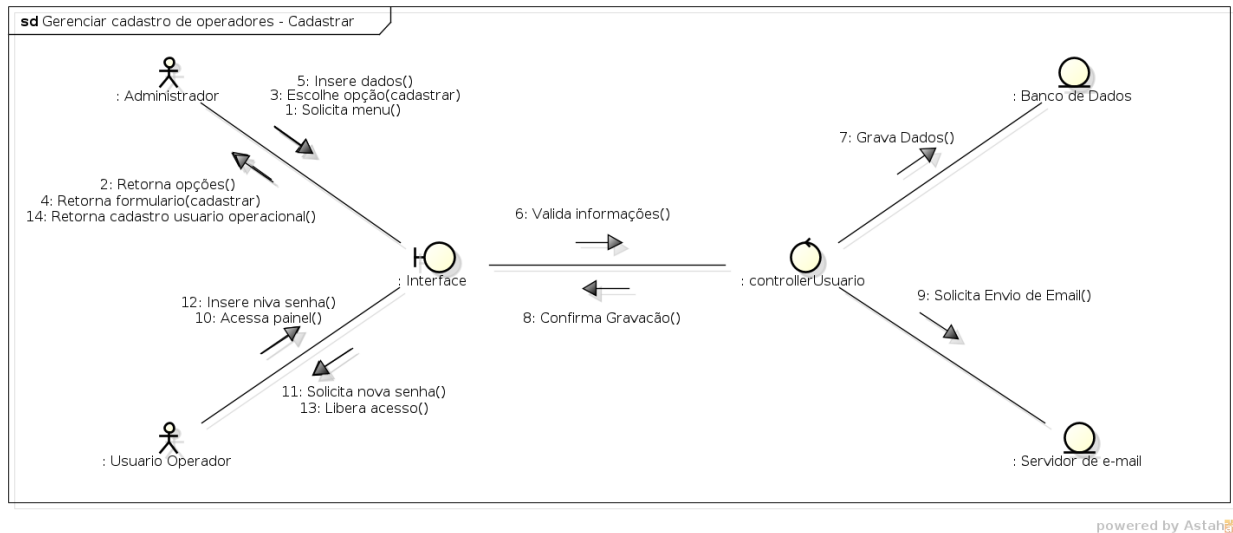 sd Gerenciar cadastro de operadores - Cadastrar
5: Insere dados()
3: Escolhe opção(cadastrar)
1: Solicita menu()
: Administrador
: Banco de Dados
7: Grava Dados()
2: Retorna opções()
4: Retorna formulario(cadastrar)
14: Retorna cadastro usuario operacional()
6: Valida informações()
: Interface
: controllerUsuario
12: Insere niva senha()
10: Acessa painel()
8: Confirma Gravacão()
9: Solicita Envio de Email()
11: Solicita nova senha()
13: Libera acesso()
: Usuario Operador
: Servidor de e-mail
powered by Astah